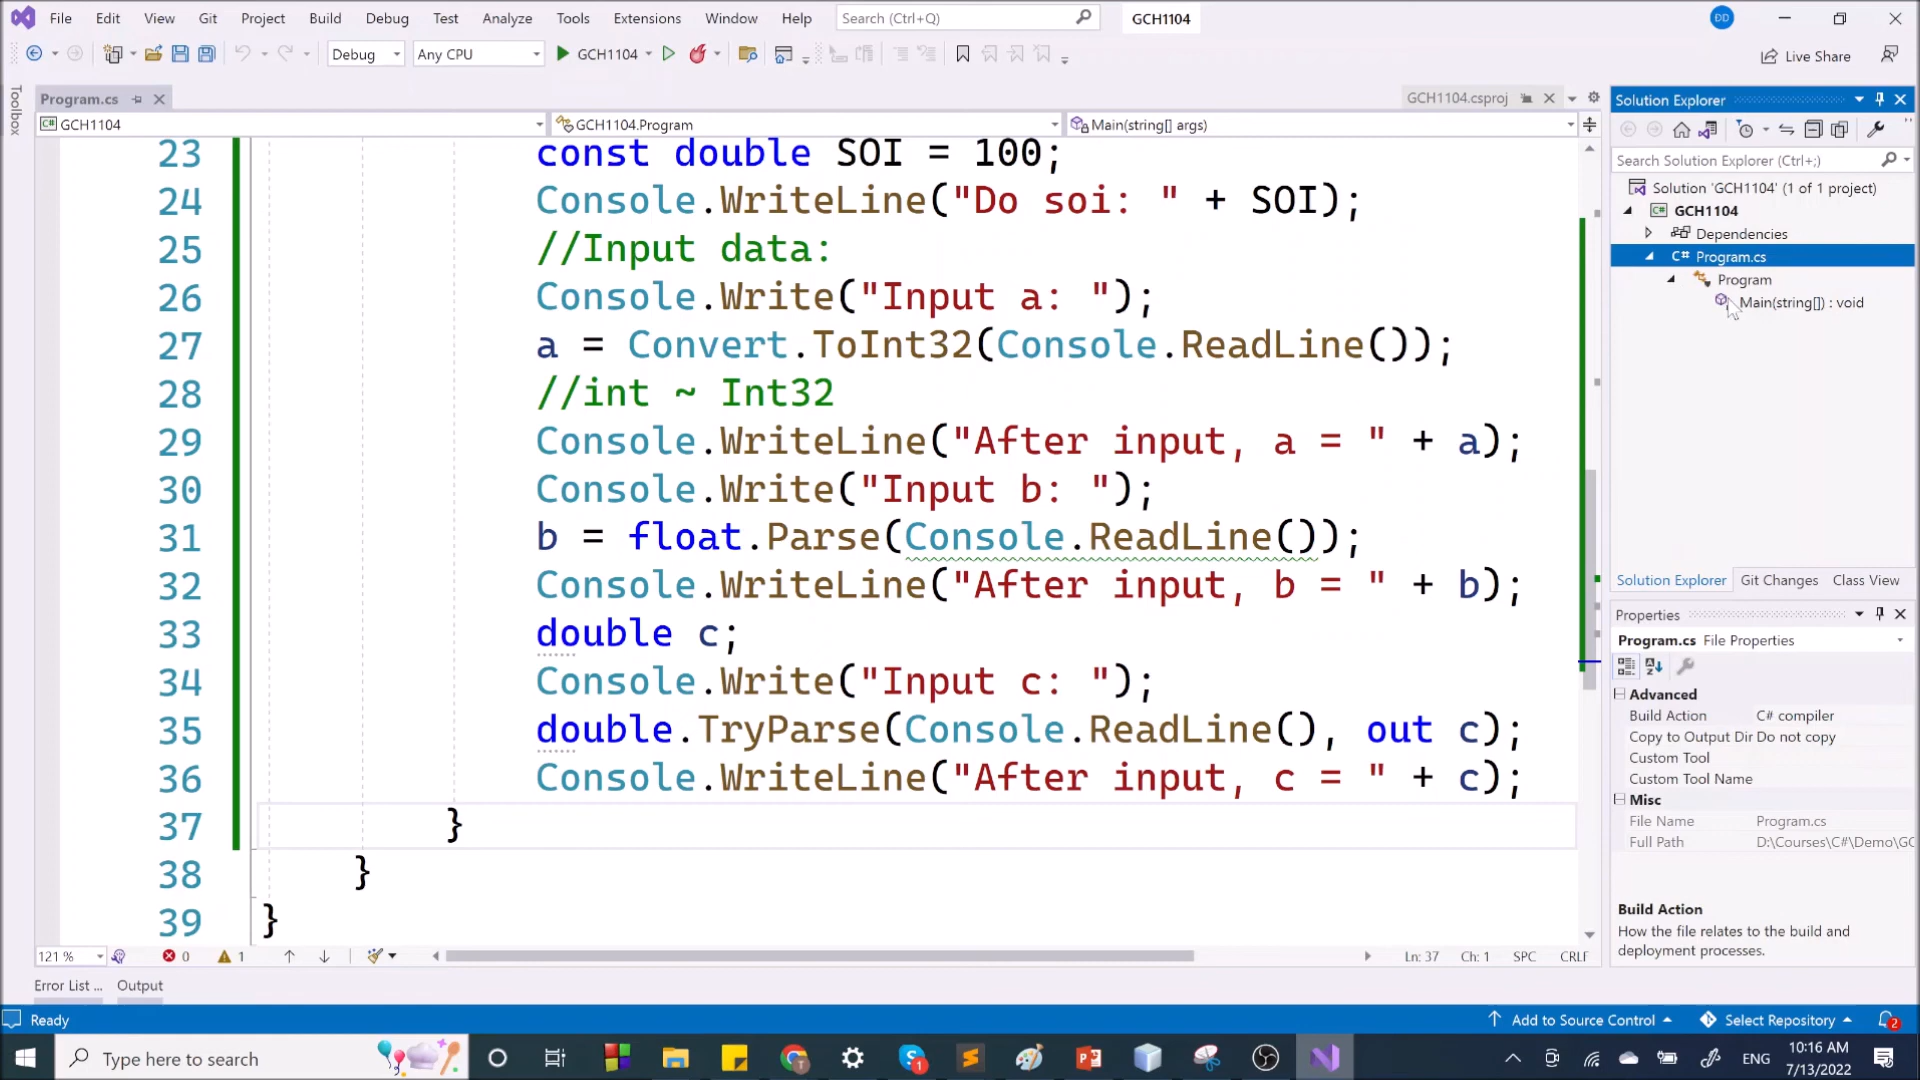 File Edit View Git Project Build Debug Test Analyze Tools Extensions Window Help Search (Ctrl+Q) GCH1104 ĐD
Debug Any CPU GCH1104 Live Share
Toolbox
Program.cs GCH1104.csproj
GCH1104 GCH1104.Program Main(string[] args)
23 const double SOI = 100;
24 Console.WriteLine("Do soi: " + SOI);
25 //Input data:
26 Console.Write("Input a: ");
27 a = Convert.ToInt32(Console.ReadLine());
28 //int ~ Int32
29 Console.WriteLine("After input, a = " + a);
30 Console.Write("Input b: ");
31 b = float.Parse(Console.ReadLine());
32 Console.WriteLine("After input, b = " + b);
33 double c;
34 Console.Write("Input c: ");
35 double.TryParse(Console.ReadLine(), out c);
36 Console.WriteLine("After input, c = " + c);
37 }
38 }
39 }
121 % 0 1 Ln: 37 Ch: 1 SPC CRLF
Error List ... Output
Solution Explorer
Search Solution Explorer (Ctrl+;)
Solution 'GCH1104' (1 of 1 project)
GCH1104
Dependencies
C# Program.cs
Program
Main(string[]) : void
Solution Explorer Git Changes Class View
Properties
Program.cs File Properties
Advanced
Build Action C# compiler
Copy to Output Dir Do not copy
Custom Tool
Custom Tool Name
Misc
File Name Program.cs
Full Path D:\Courses\C#\Demo\GC
Build Action
How the file relates to the build and
deployment processes.
Ready Add to Source Control Select Repository 2
Type here to search 1 ENG 10:16 AM
7/13/2022